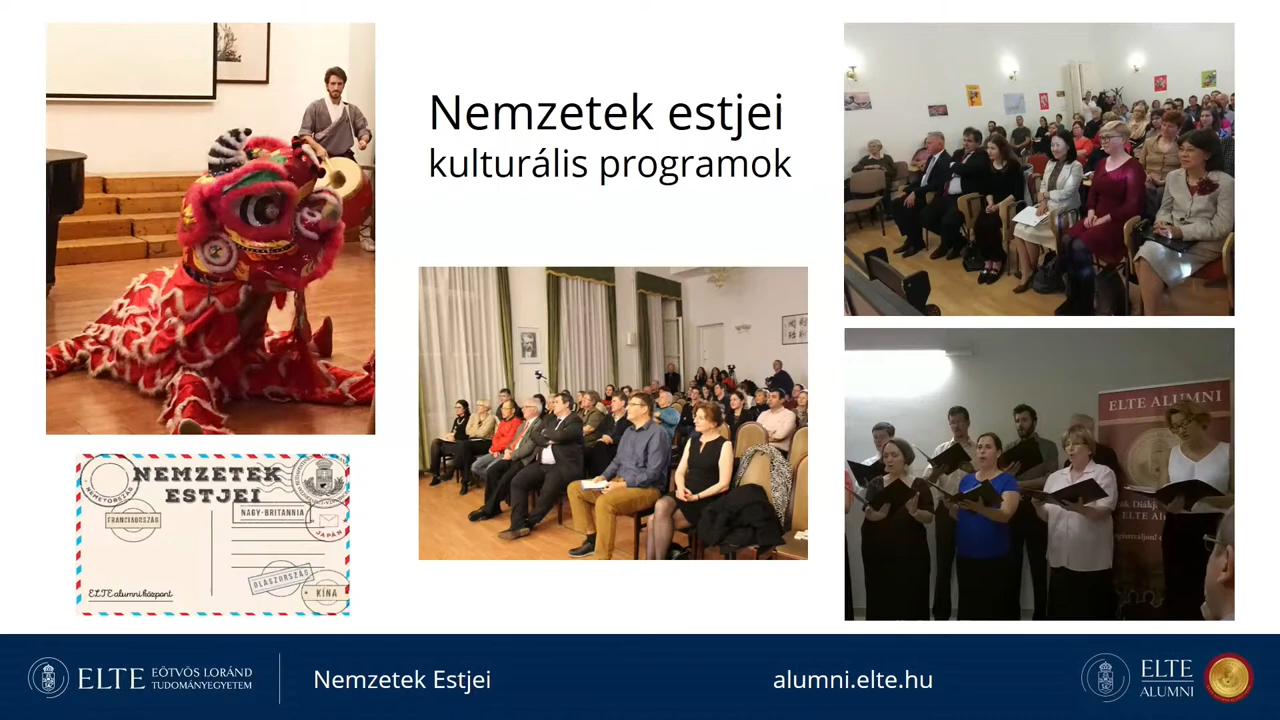 Nemzetek estjei
kulturális programok
NEMZETEK
ESTJEI
NÉMETORSZÁG
FRANCIAORSZÁG
NAGY-BRITANNIA
JAPÁN
OLASZORSZÁG
KÍNA
ELTE alumni központ
ELTE ALUMNI
ELTE
EÖTVÖS LORÁND
TUDOMÁNYEGYETEM
Nemzetek Estjei
alumni.elte.hu
ELTE
ALUMNI